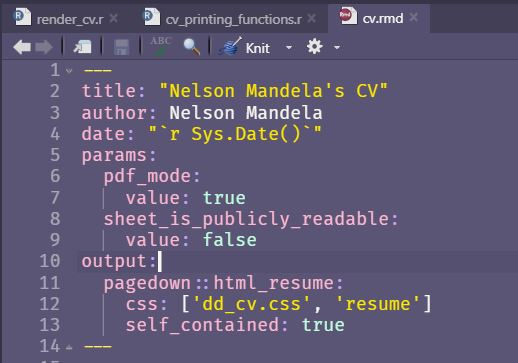 render_cv.r × cv_printing_functions.r × cv.rmd ×
ABC Knit
1 ---
2 title: "Nelson Mandela's CV"
3 author: Nelson Mandela
4 date: "`r Sys.Date()`"
5 params:
6   pdf_mode:
7     value: true
8   sheet_is_publicly_readable:
9     value: false
10 output:
11   pagedown::html_resume:
12     css: ['dd_cv.css', 'resume']
13     self_contained: true
14 ---